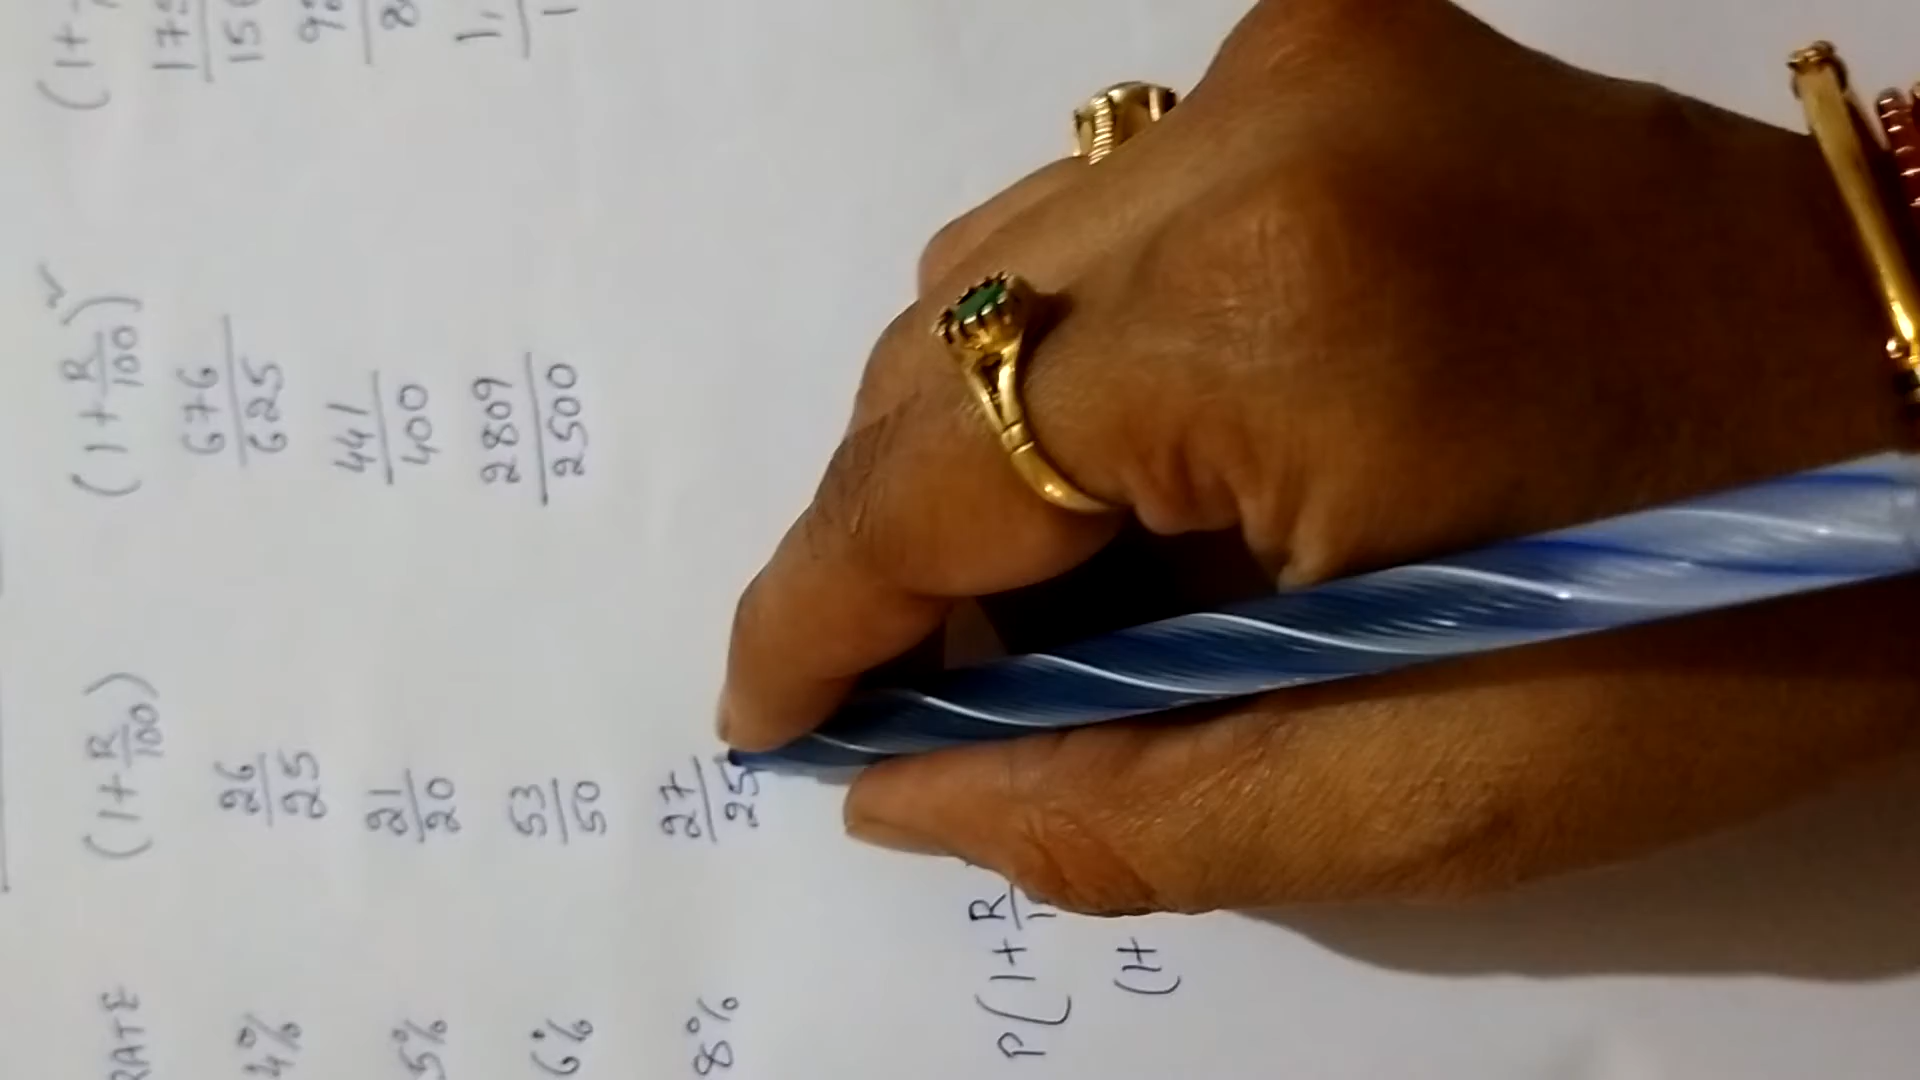 RATE (1+R/100) (1+R/100)² (1+
4% 26/25 676/625
5% 21/20 441/400
6% 53/50 2809/2500
8% 27/25
P(1+R/
(1+